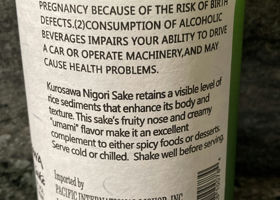 PREGNANCY BECAUSE OF THE RISK OF BIRTH
DEFECTS.(2)CONSUMPTION OF ALCOHOLIC
BEVERAGES IMPAIRS YOUR ABILITY TO DRIVE
A CAR OR OPERATE MACHINERY,AND MAY
CAUSE HEALTH PROBLEMS.
Kurosawa Nigori Sake retains a visible level of
rice sediments that enhance its body and
texture. This sake's fruity nose and creamy
"umami" flavor make it an excellent
complement to either spicy foods or desserts.
Serve cold or chilled. Shake well before serving
Imported by
PACIFIC INTERNATIONAL LIQUOR, INC